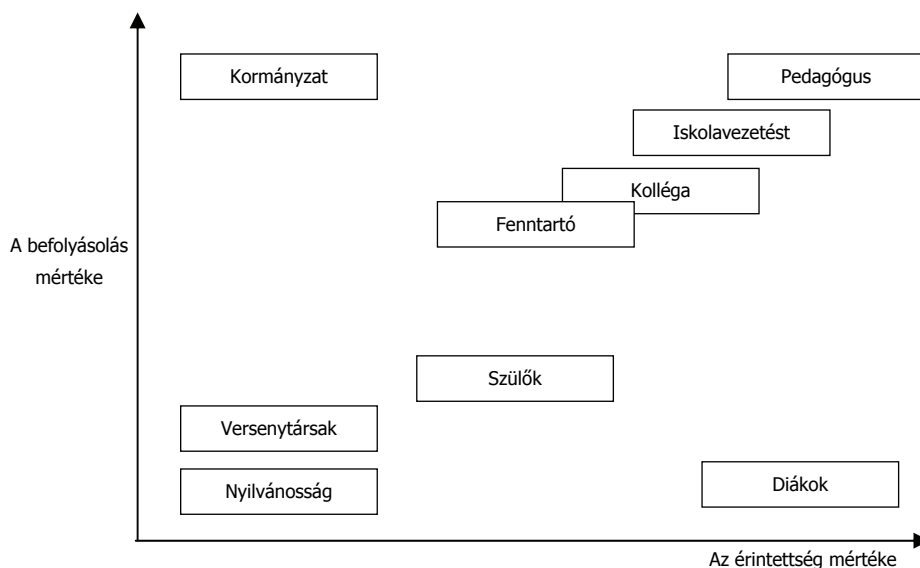 Kormányzat
Pedagógus
Iskolavezetést
Kolléga
Fenntartó
A befolyásolás
mértéke
Szülők
Versenytársak
Nyilvánosság
Diákok
Az érintettség mértéke